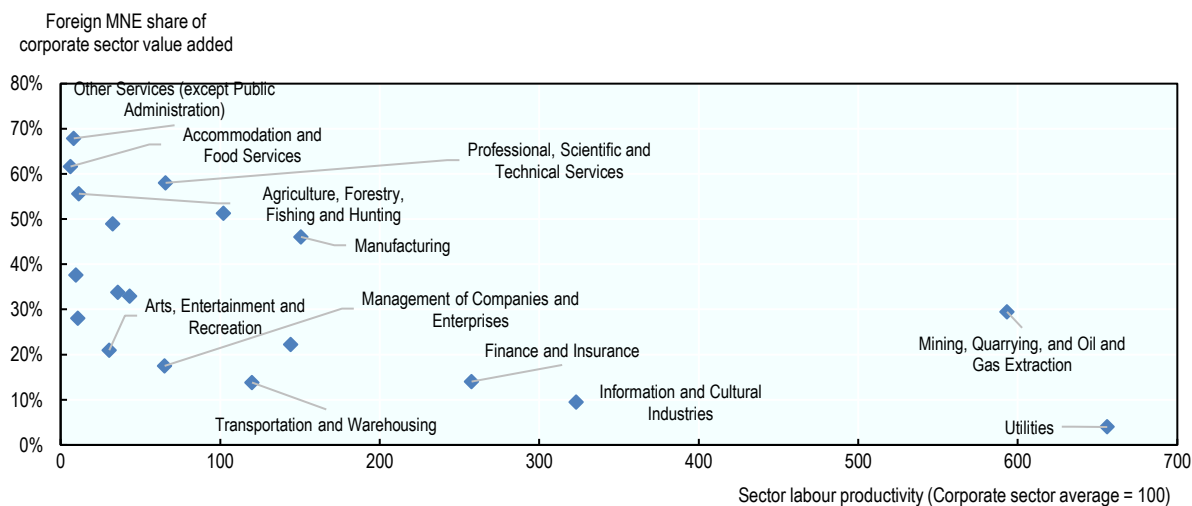 Foreign MNE share of
corporate sector value added
80%
Other Services (except Public
Administration)
70%
Accommodation and
Food Services
Professional, Scientific and
Technical Services
60%
Agriculture, Forestry,
Fishing and Hunting
50%
Manufacturing
40%
30%
Arts, Entertainment and
Recreation
Management of Companies and
Enterprises
Mining, Quarrying, and Oil and
Gas Extraction
20%
Finance and Insurance
10%
Information and Cultural
Industries
Transportation and Warehousing
Utilities
0%
0 100 200 300 400 500 600 700
Sector labour productivity (Corporate sector average = 100)